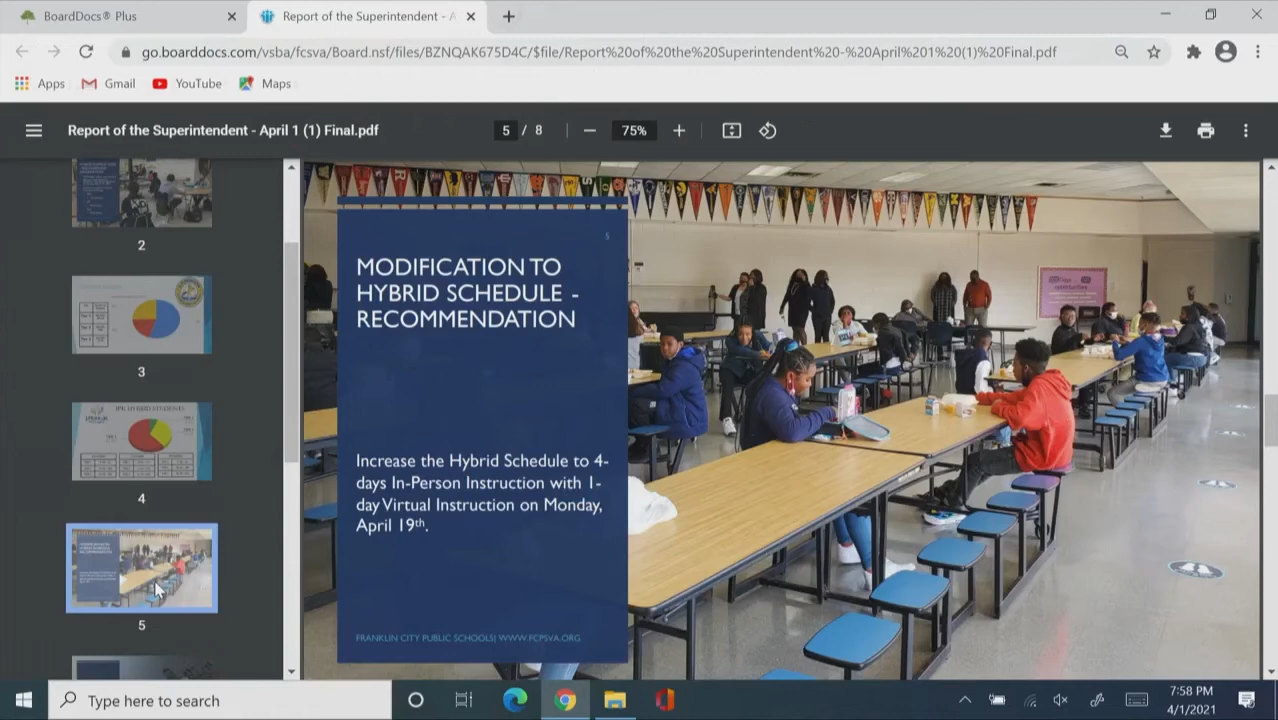 BoardDocs® Plus
Report of the Superintendent - A
go.boarddocs.com/vsba/fcsva/Board.nsf/files/BZNQAK675D4C/$file/Report%20of%20the%20Superintendent%20-%20April%201%20(1)%20Final.pdf
Apps Gmail YouTube Maps
Report of the Superintendent - April 1 (1) Final.pdf
5 / 8
75%
2
3
4
5
5
MODIFICATION TO
HYBRID SCHEDULE -
RECOMMENDATION
Increase the Hybrid Schedule to 4-
days In-Person Instruction with 1-
day Virtual Instruction on Monday,
April 19th.
FRANKLIN CITY PUBLIC SCHOOLS| WWW.FCPSVA.ORG
Type here to search
7:58 PM
4/1/2021